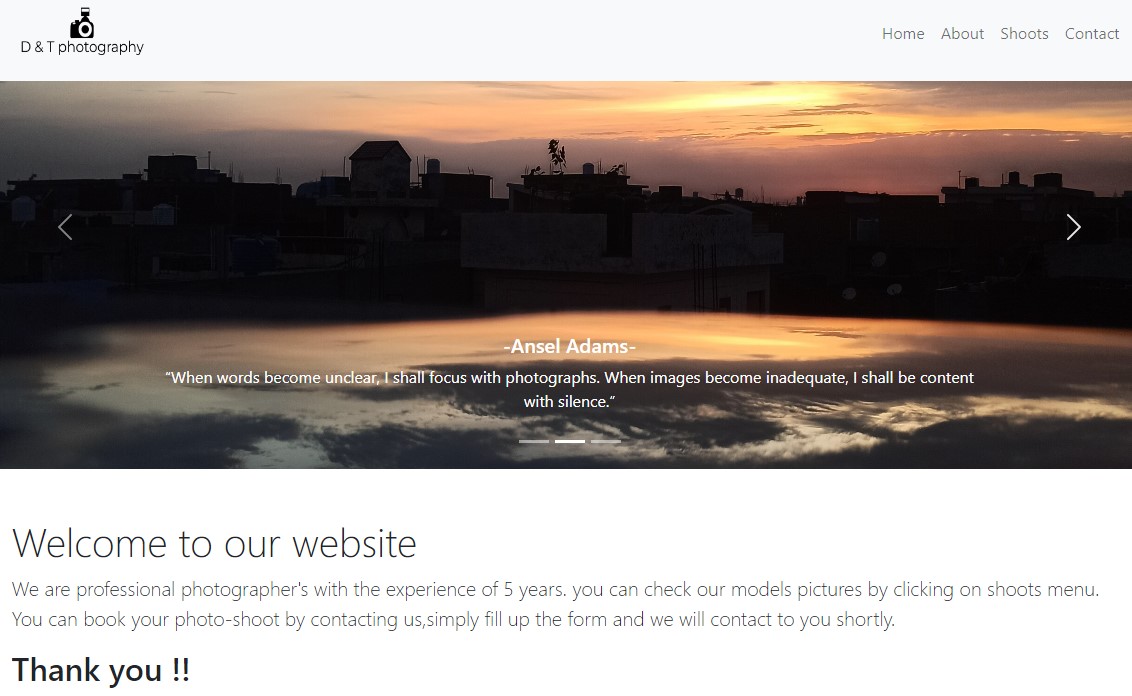 D & T photography
Home About Shoots Contact
-Ansel Adams-
“When words become unclear, I shall focus with photographs. When images become inadequate, I shall be content
with silence.”
Welcome to our website
We are professional photographer's with the experience of 5 years. you can check our models pictures by clicking on shoots menu.
You can book your photo-shoot by contacting us,simply fill up the form and we will contact to you shortly.
Thank you !!